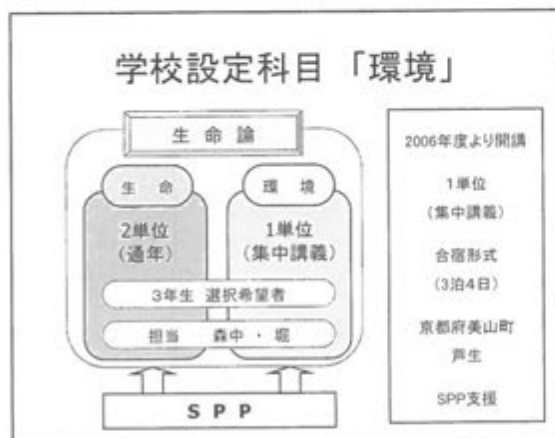 学校設定科目 「環境」
生 命 論
生 命
2単位
(通年)
環 境
1単位
(集中講義)
3年生 選択希望者
担当 森中 ・ 堀
S P P
2006年度より開講
1単位
(集中講義)
合宿形式
(3泊4日)
京都府美山町
芦生
SPP支援